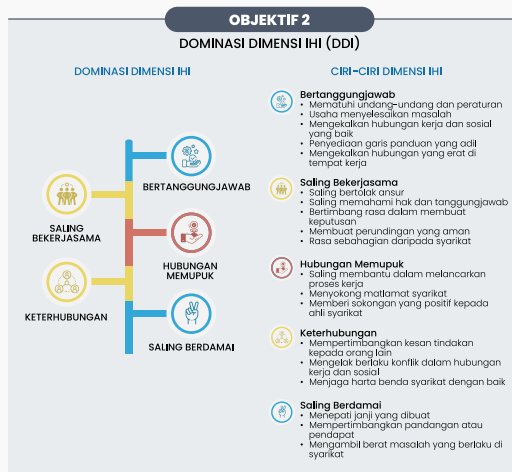 OBJEKTIF 2
DOMINASI DIMENSI IHI (DDI)
DOMINASI DIMENSI IHI
BERTANGGUNGJAWAB
SALING
BEKERJASAMA
HUBUNGAN
MEMUPUK
KETERHUBUNGAN
SALING BERDAMAI
CIRI-CIRI DIMENSI IHI
Bertanggungjawab
• Mematuhi undang-undang dan peraturan
• Usaha menyelesaikan masalah
• Mengekalkan hubungan kerja dan sosial
yang baik
• Penyediaan garis panduan yang adil
• Mengekalkan hubungan yang erat di
tempat kerja
Saling Bekerjasama
• Saling bertolak ansur
• Saling memahami hak dan tanggungjawab
• Bertimbang rasa dalam membuat
keputusan
• Membuat perundingan yang aman
• Rasa sebahagian daripada syarikat
Hubungan Memupuk
• Saling membantu dalam melancarkan
proses kerja
• Menyokong matlamat syarikat
• Memberi sokongan yang positif kepada
ahli syarikat
Keterhubungan
• Mempertimbangkan kesan tindakan
kepada orang lain
• Mengelak berlaku konflik dalam hubungan
kerja dan sosial
• Menjaga harta benda syarikat dengan baik
Saling Berdamai
• Menepati janji yang dibuat
• Mempertimbangkan pandangan atau
pendapat
• Mengambil berat masalah yang berlaku di
syarikat